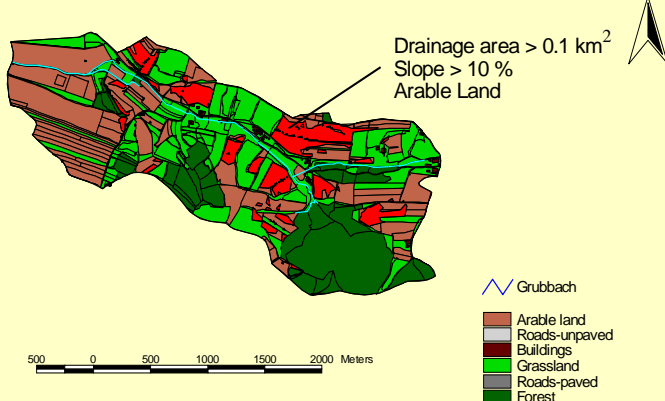 Drainage area > 0.1 km²
Slope > 10 %
Arable Land
Grubbach
Arable land
Roads-unpaved
Buildings
Grassland
Roads-paved
Forest
500 0 500 1000 1500 2000 Meters